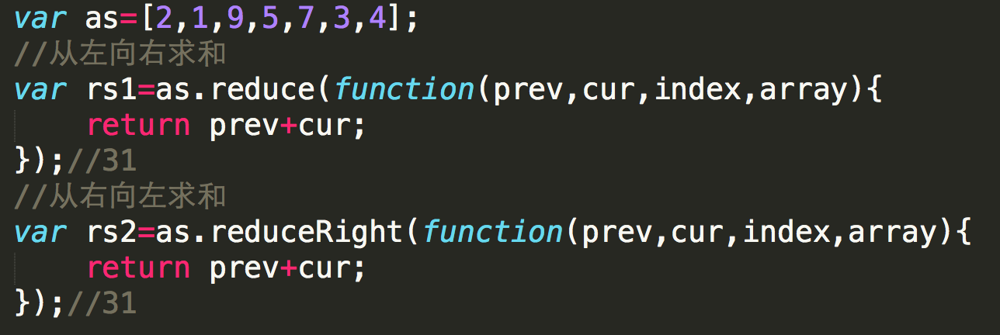 var as=[2,1,9,5,7,3,4];
//从左向右求和
var rs1=as.reduce(function(prev,cur,index,array){
    return prev+cur;
});//31
//从右向左求和
var rs2=as.reduceRight(function(prev,cur,index,array){
    return prev+cur;
});//31